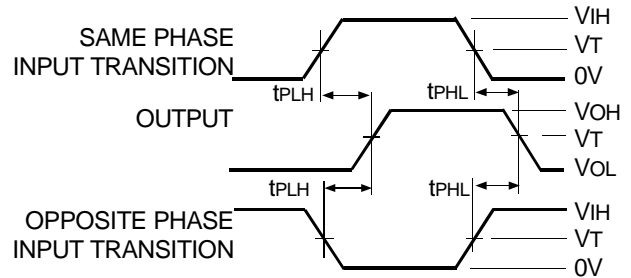 SAME PHASE
INPUT TRANSITION
VIH
VT
0V
tPLH
tPHL
OUTPUT
VOH
VT
VOL
tPLH
tPHL
OPPOSITE PHASE
INPUT TRANSITION
VIH
VT
0V